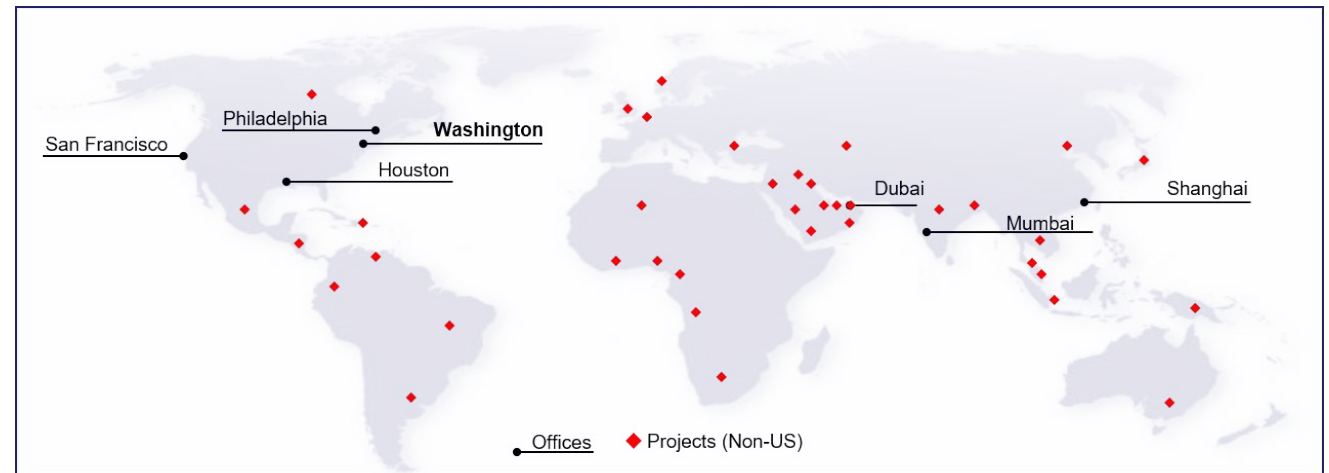 Philadelphia
Washington
San Francisco
Houston
Dubai
Shanghai
Mumbai
Offices
Projects (Non-US)